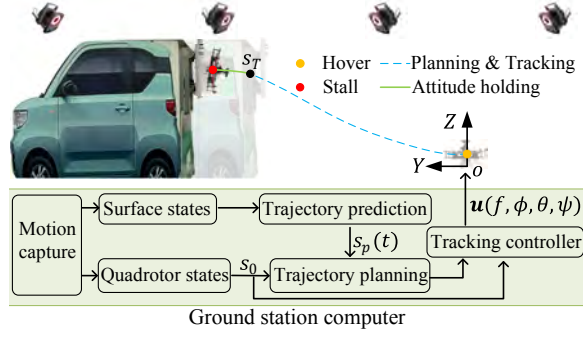 s_T
Hover
Planning & Tracking
Stall
Attitude holding
Z
Y
o
u(f, ϕ, θ, ψ)
Motion
capture
Surface states
Trajectory prediction
s_p(t)
Tracking controller
Quadrotor states
s_0
Trajectory planning
Ground station computer